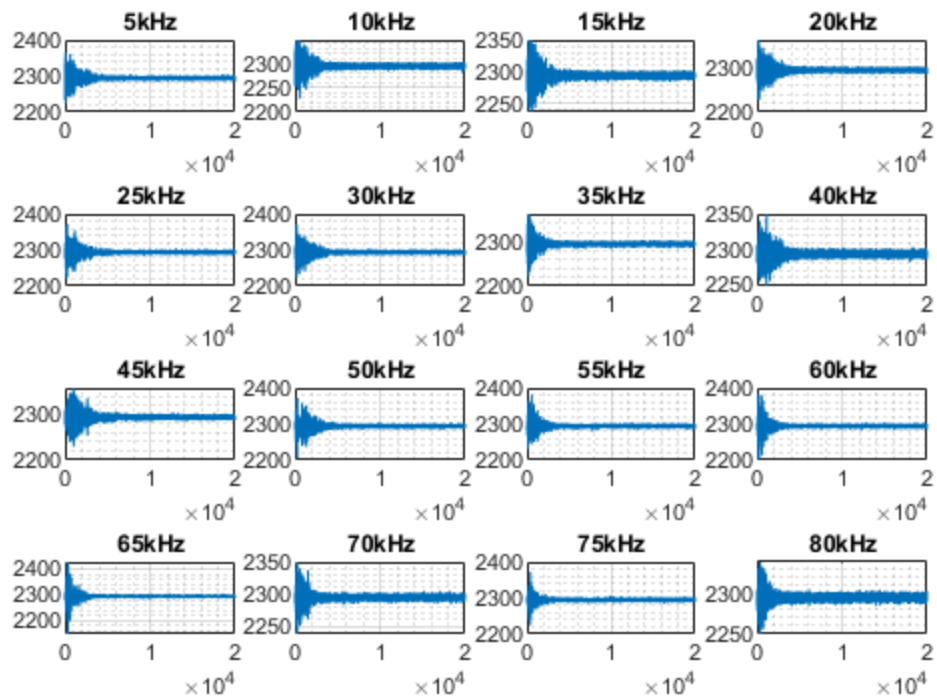 5kHz 10kHz 15kHz 20kHz
2400 2300 2200 0 1 2 ×10^4
2300 2250 2200 0 1 2 ×10^4
2350 2300 2250 0 1 2 ×10^4
2300 2200 0 1 2 ×10^4
25kHz 30kHz 35kHz 40kHz
2400 2300 2200 0 1 2 ×10^4
2400 2300 2200 0 1 2 ×10^4
2300 2200 0 1 2 ×10^4
2350 2300 2250 0 1 2 ×10^4
45kHz 50kHz 55kHz 60kHz
2300 2200 0 1 2 ×10^4
2400 2300 2200 0 1 2 ×10^4
2400 2300 2200 0 1 2 ×10^4
2400 2300 2200 0 1 2 ×10^4
65kHz 70kHz 75kHz 80kHz
2400 2300 2200 0 1 2 ×10^4
2350 2300 2250 0 1 2 ×10^4
2400 2300 2200 0 1 2 ×10^4
2300 2250 0 1 2 ×10^4